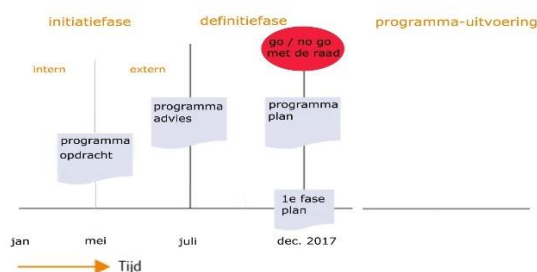 initiatiefase
definitiefase
programma-uitvoering
go / no go
met de raad
intern
extern
programma
advies
programma
plan
programma
opdracht
1e fase
plan
jan
mei
juli
dec. 2017
Tijd